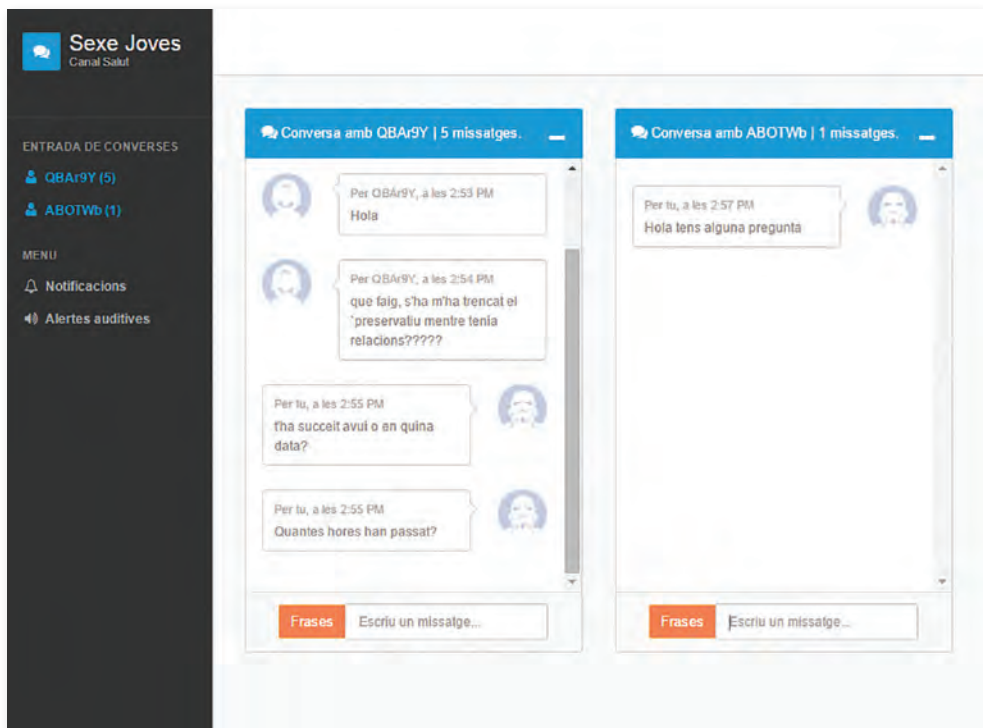 Sexe Joves
Canal Salut
ENTRADA DE CONVERSES
QBAr9Y (5)
ABOTWb (1)
MENU
Notificacions
Alertes auditives
Conversa amb QBAr9Y | 5 missatges.
Per QBAr9Y, a les 2:53 PM
Hola
Per QBAr9Y, a les 2:54 PM
que faig, s'ha m'ha trencat el
`preservatiu mentre tenia
relacions?????
Per tu, a les 2:55 PM
t'ha succeit avui o en quina
data?
Per tu, a les 2:55 PM
Quantes hores han passat?
Frases
Escriu un missatge...
Conversa amb ABOTWb | 1 missatges.
Per tu, a les 2:57 PM
Hola tens alguna pregunta
Frases
Escriu un missatge...